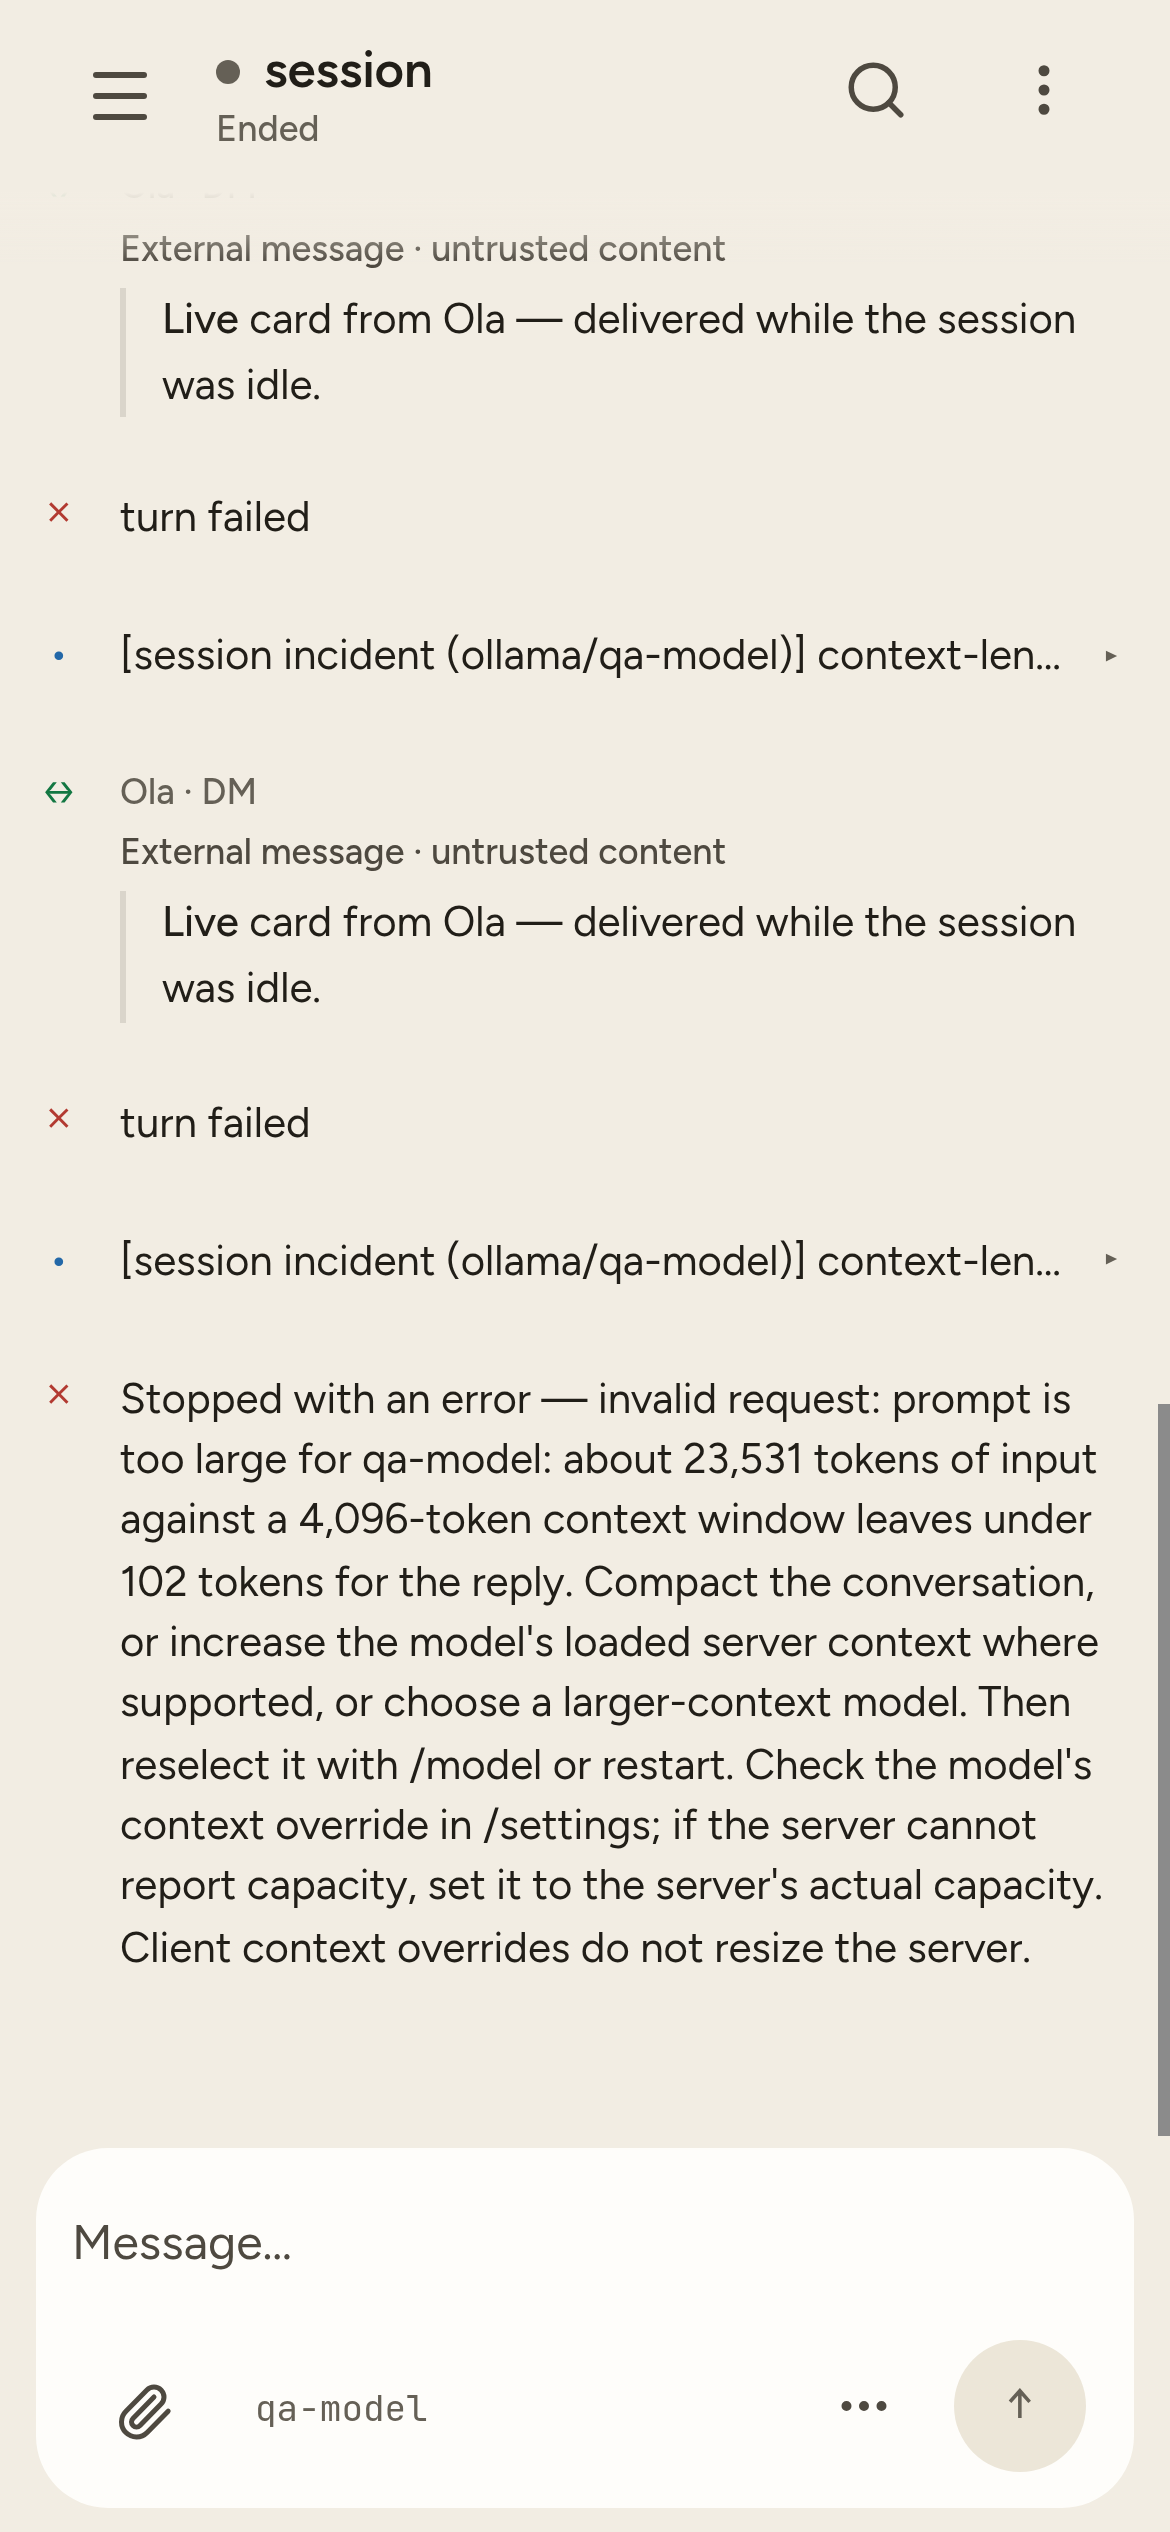 session
Ended
External message · untrusted content
Live card from Ola — delivered while the session
was idle.
turn failed
[session incident (ollama/qa-model)] context-len...
Ola · DM
External message · untrusted content
Live card from Ola — delivered while the session
was idle.
turn failed
[session incident (ollama/qa-model)] context-len...
Stopped with an error — invalid request: prompt is
too large for qa-model: about 23,531 tokens of input
against a 4,096-token context window leaves under
102 tokens for the reply. Compact the conversation,
or increase the model's loaded server context where
supported, or choose a larger-context model. Then
reselect it with /model or restart. Check the model's
context override in /settings; if the server cannot
report capacity, set it to the server's actual capacity.
Client context overrides do not resize the server.
Message...
qa-model